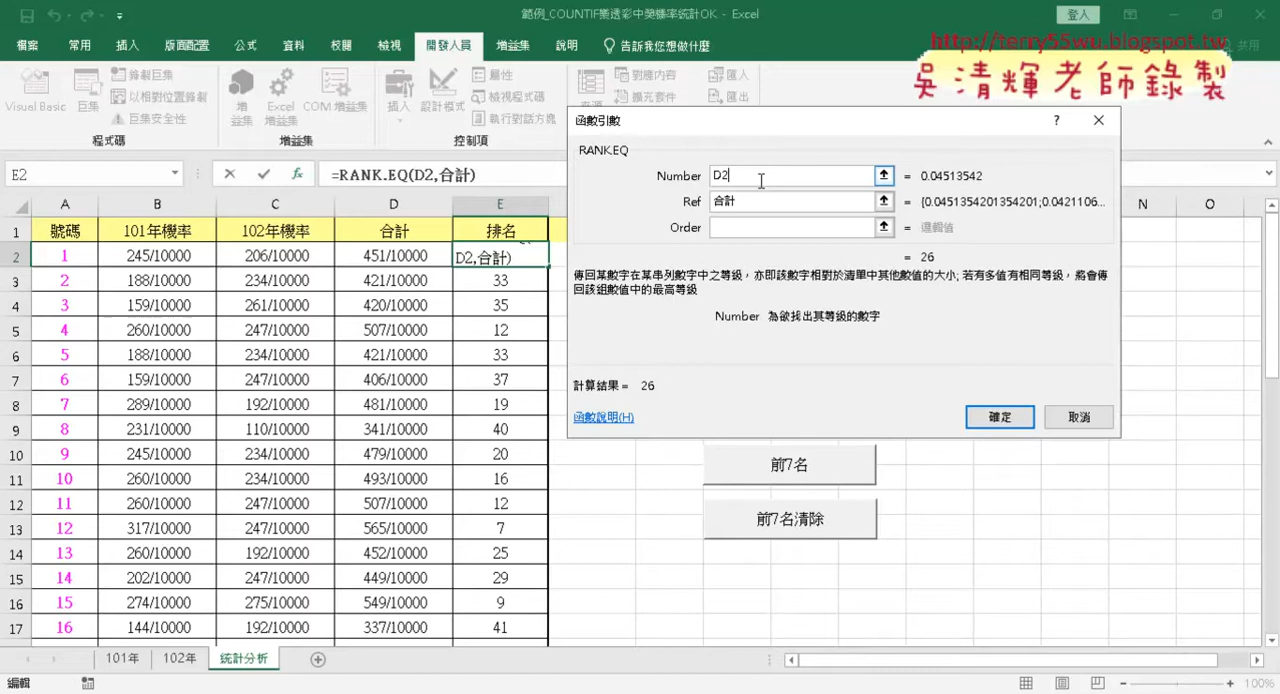 範例_COUNTIF樂透彩中獎機率統計OK - Excel
登入
檔案 常用 插入 版面配置 公式 資料 校閱 檢視 開發人員 增益集 說明 告訴我您想做什麼 共用
http://terry55wu.blogspot.tw
吳清輝老師錄製
Visual Basic 巨集 錄製巨集 以相對位置錄製 巨集安全性
增益集 Excel 增益集 COM 增益集
插入 設計模式 屬性 檢視程式碼 執行對話方塊
對應內容 擴充套件 匯入 匯出
程式碼 增益集 控制項
E2 =RANK.EQ(D2,合計)
函數引數 ?
RANK.EQ
Number D2 = 0.04513542
Ref 合計 = {0.0451354201354201;0.0421106...
Order = 邏輯值
= 26
傳回某數字在某串列數字中之等級，亦即該數字相對於清單中其他數值的大小; 若有多值有相同等級，將會傳
回該組數值中的最高等級
Number 為欲找出其等級的數字
計算結果 = 26
函數說明(H) 確定 取消
A B C D E N O
1 號碼 101年機率 102年機率 合計 排名
2 1 245/10000 206/10000 451/10000 D2,合計)
3 2 188/10000 234/10000 421/10000 33
4 3 159/10000 261/10000 420/10000 35
5 4 260/10000 247/10000 507/10000 12
6 5 188/10000 234/10000 421/10000 33
7 6 159/10000 247/10000 406/10000 37
8 7 289/10000 192/10000 481/10000 19
9 8 231/10000 110/10000 341/10000 40
10 9 245/10000 234/10000 479/10000 20
11 10 260/10000 234/10000 493/10000 16
12 11 260/10000 247/10000 507/10000 12
13 12 317/10000 247/10000 565/10000 7
14 13 260/10000 192/10000 452/10000 25
15 14 202/10000 247/10000 449/10000 29
16 15 274/10000 275/10000 549/10000 9
17 16 144/10000 192/10000 337/10000 41
前7名
前7名清除
101年 102年 統計分析
編輯 100%